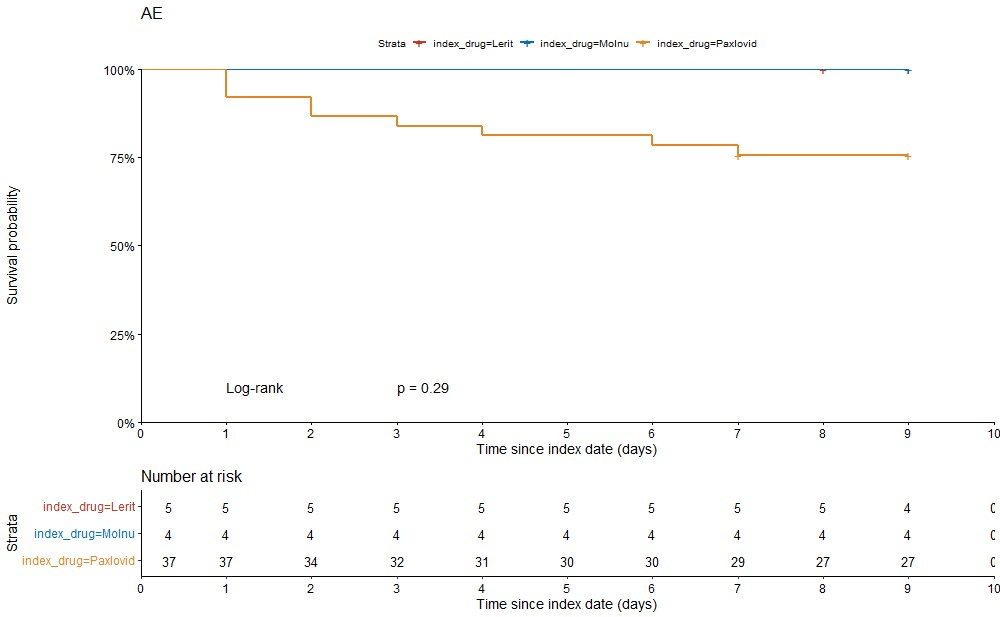 AE
Strata index_drug=Lerit index_drug=Molnu index_drug=Paxlovid
100%
75%
50%
25%
0%
Survival probability
Log-rank p = 0.29
0 1 2 3 4 5 6 7 8 9 10
Time since index date (days)
Number at risk
Strata
index_drug=Lerit 5 5 5 5 5 5 5 5 5 4 0
index_drug=Molnu 4 4 4 4 4 4 4 4 4 4 0
index_drug=Paxlovid 37 37 34 32 31 30 30 29 27 27 0
0 1 2 3 4 5 6 7 8 9 10
Time since index date (days)